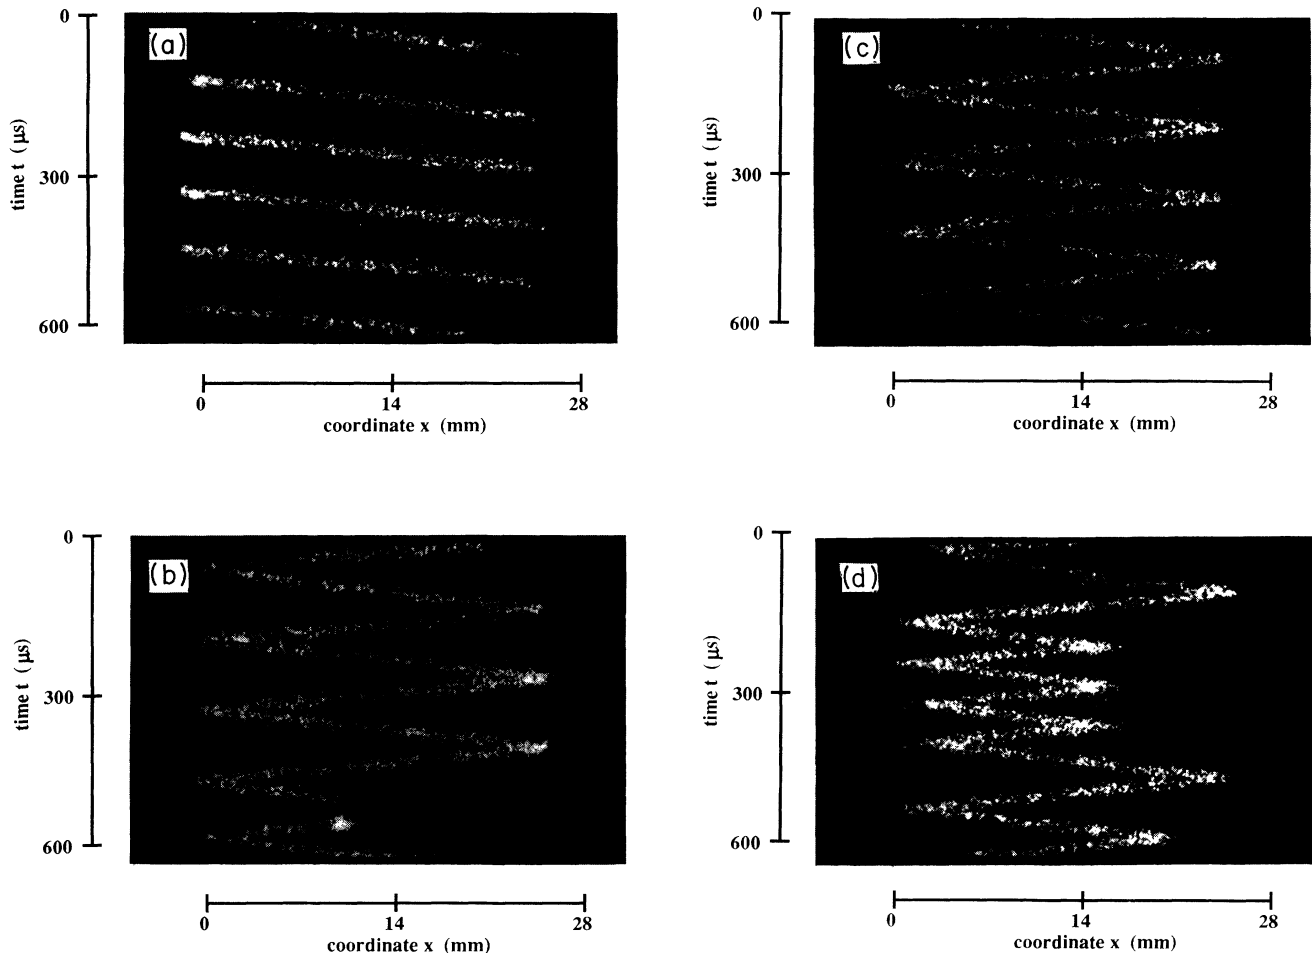 (a)
0
300
600
time t (μs)
0 14 28
coordinate x (mm)
(c)
0
300
600
time t (μs)
0 14 28
coordinate x (mm)
(b)
0
300
600
time t (μs)
0 14 28
coordinate x (mm)
(d)
0
300
600
time t (μs)
0 14 28
coordinate x (mm)